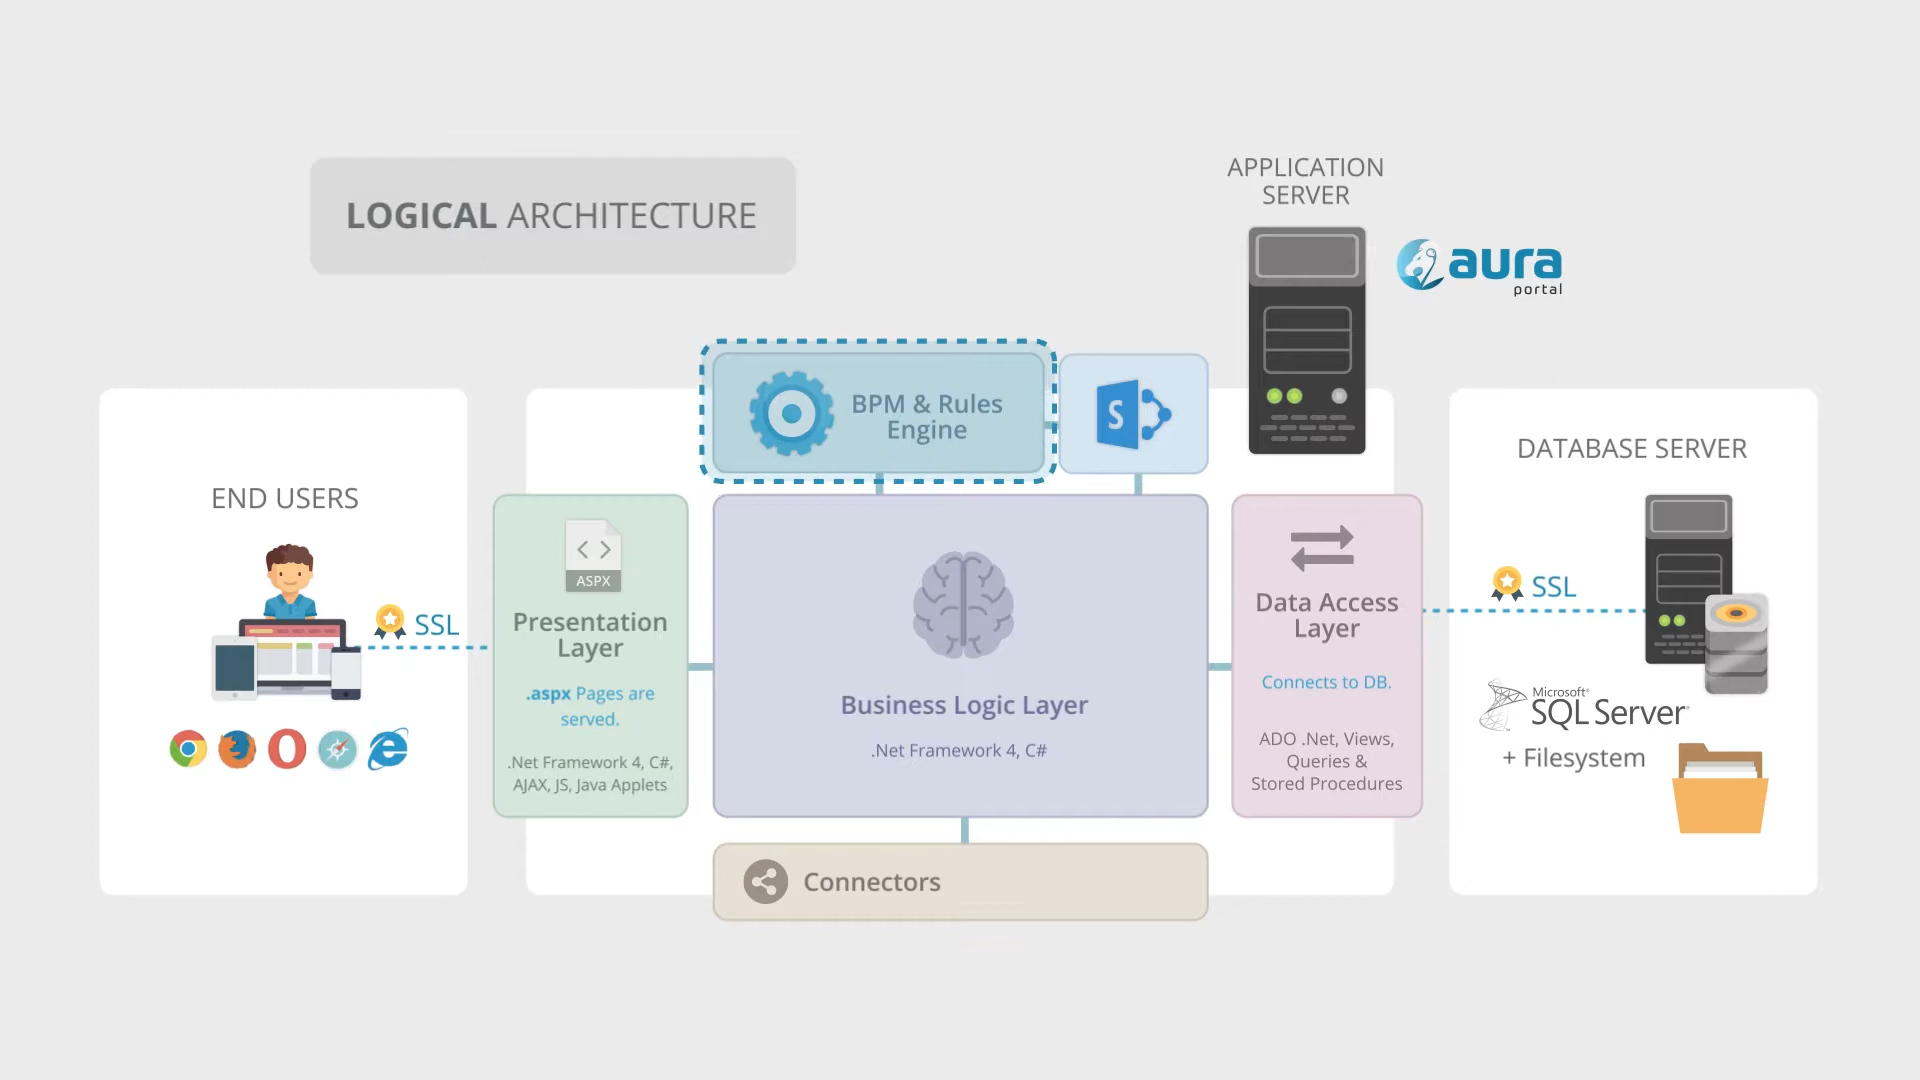 LOGICAL ARCHITECTURE
APPLICATION
SERVER
aura
portal
BPM & Rules
Engine
S
END USERS
SSL
ASPX
Presentation
Layer
.aspx Pages are
served.
.Net Framework 4, C#,
AJAX, JS, Java Applets
Business Logic Layer
.Net Framework 4, C#
Connectors
Data Access
Layer
Connects to DB.
ADO .Net, Views,
Queries &
Stored Procedures
DATABASE SERVER
SSL
Microsoft®
SQL Server®
+ Filesystem